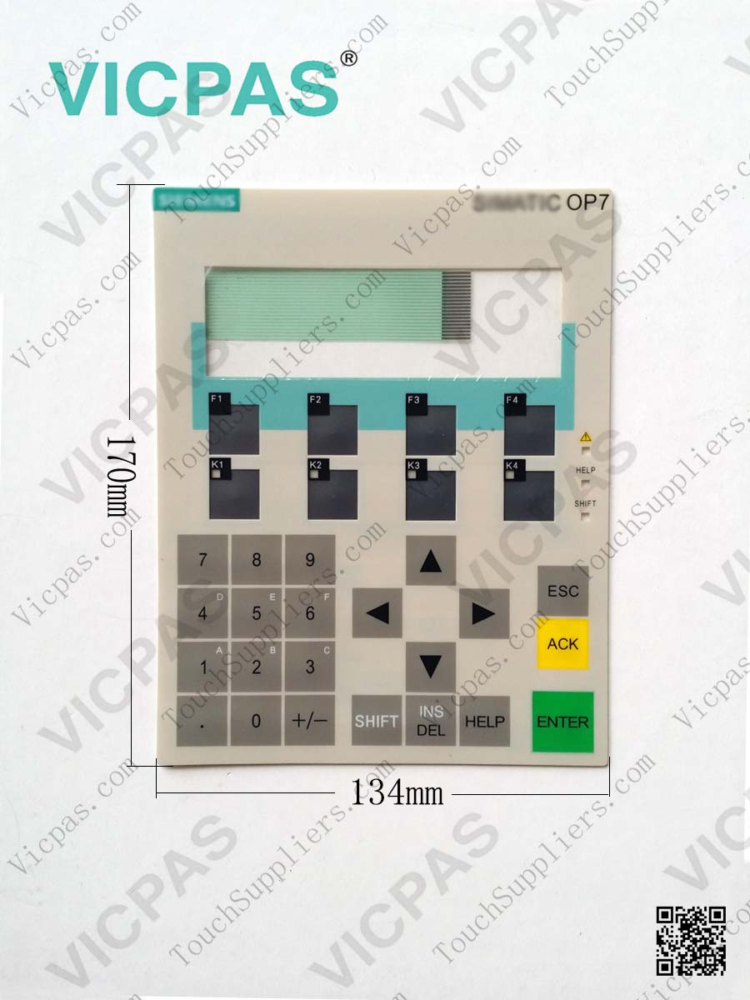 VICPAS®
SIEMENS
SIMATIC OP7
F1 F2 F3 F4
K1 K2 K3 K4
HELP
SHIFT
7 8 9
4 D 5 E 6 F
1 A 2 B 3 C
. 0 +/−
ESC
ACK
SHIFT
INS
DEL
HELP
ENTER
170mm
134mm
Vicpas.com
TouchSuppliers.com
VICPAS